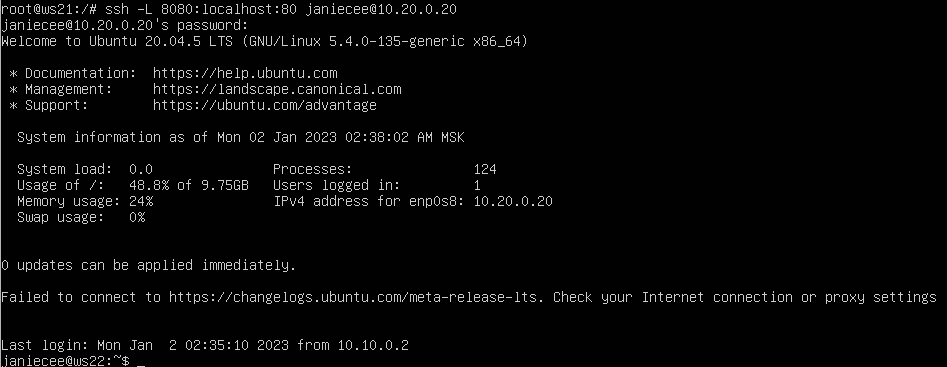 root@ws21:/# ssh -L 8080:localhost:80 janiecee@10.20.0.20
janiecee@10.20.0.20's password:
Welcome to Ubuntu 20.04.5 LTS (GNU/Linux 5.4.0-135-generic x86_64)
* Documentation:  https://help.ubuntu.com
* Management:     https://landscape.canonical.com
* Support:        https://ubuntu.com/advantage
System information as of Mon 02 Jan 2023 02:38:02 AM MSK
System load:  0.0               Processes:               124
Usage of /:   48.8% of 9.75GB   Users logged in:         1
Memory usage: 24%               IPv4 address for enp0s8: 10.20.0.20
Swap usage:   0%
0 updates can be applied immediately.
Failed to connect to https://changelogs.ubuntu.com/meta-release-lts. Check your Internet connection or proxy settings
Last login: Mon Jan  2 02:35:10 2023 from 10.10.0.2
janiecee@ws22:~$ _